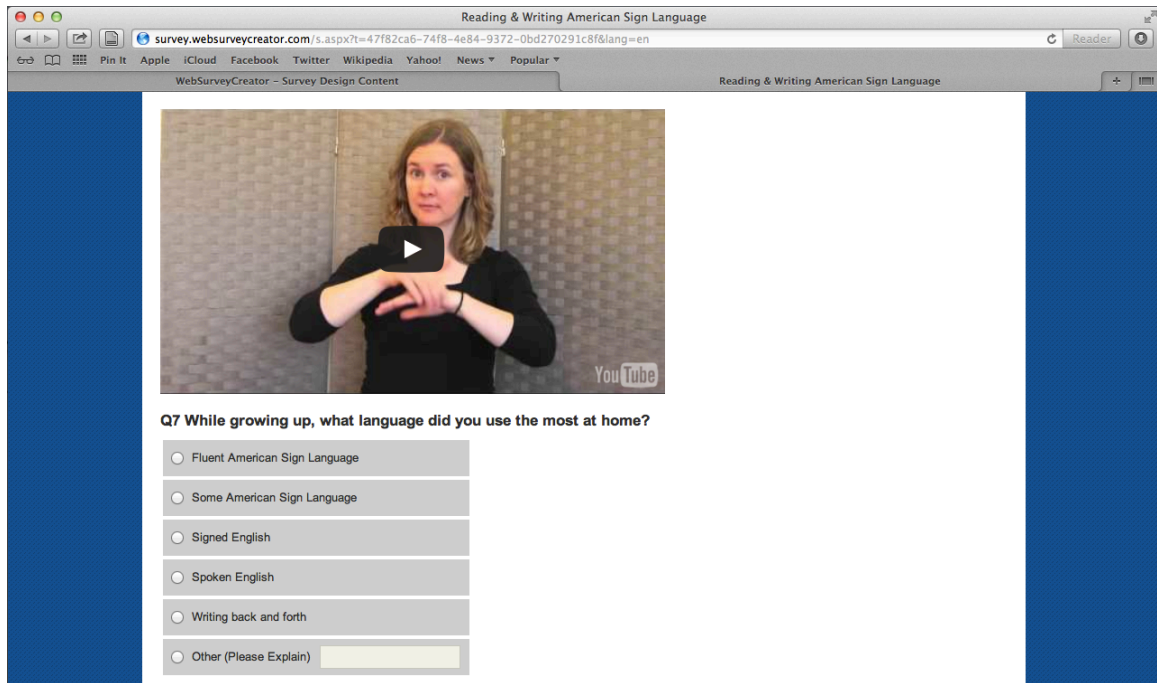 Reading & Writing American Sign Language
survey.websurveycreator.com/s.aspx?t=47f82ca6-74f8-4e84-9372-0bd270291c8f&lang=en
Reader
Pin It Apple iCloud Facebook Twitter Wikipedia Yahoo! News ▾ Popular ▾
WebSurveyCreator - Survey Design Content
Reading & Writing American Sign Language
YouTube
Q7 While growing up, what language did you use the most at home?
Fluent American Sign Language
Some American Sign Language
Signed English
Spoken English
Writing back and forth
Other (Please Explain)